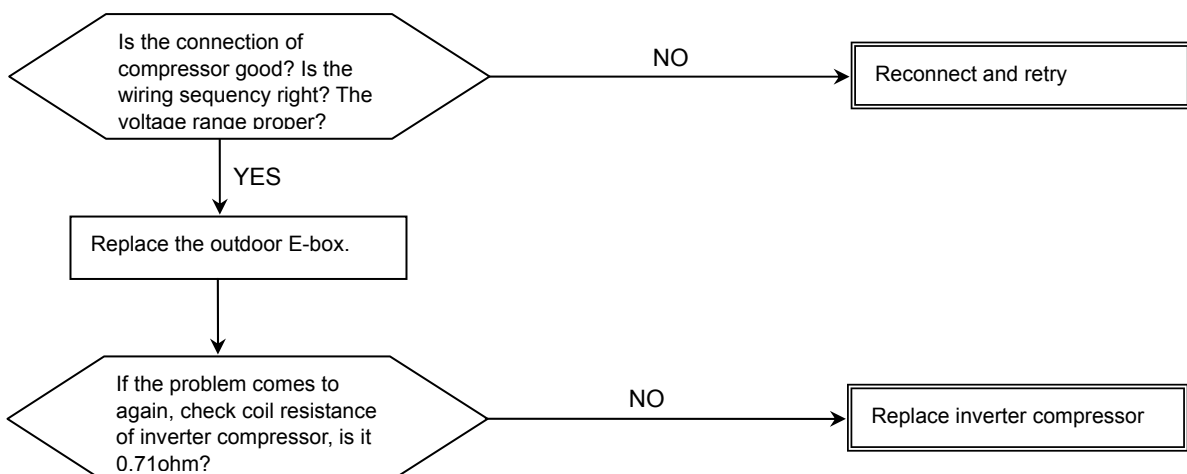 Is the connection of
compressor good? Is the
wiring sequency right? The
voltage range proper?
NO
Reconnect and retry
YES
Replace the outdoor E-box.
If the problem comes to
again, check coil resistance
of inverter compressor, is it
0.71ohm?
NO
Replace inverter compressor